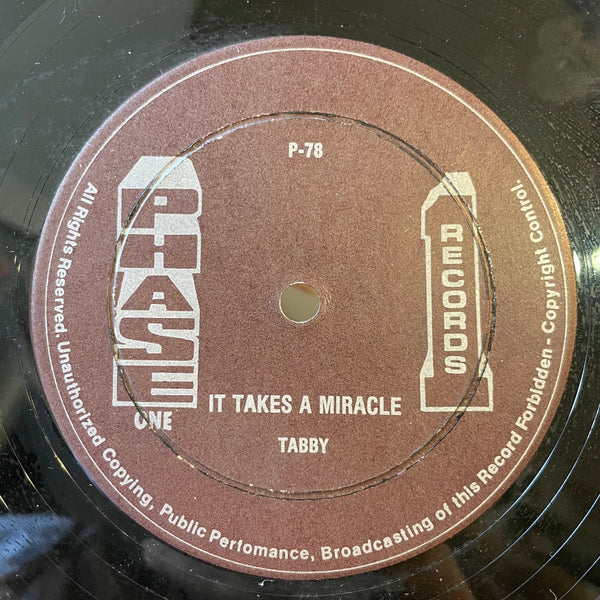 P-78
PHASE
ONE
RECORDS
IT TAKES A MIRACLE
TABBY
All Rights Reserved. Unauthorized Copying, Public Perfomance, Broadcasting of this Record Forbidden - Copyright Control.